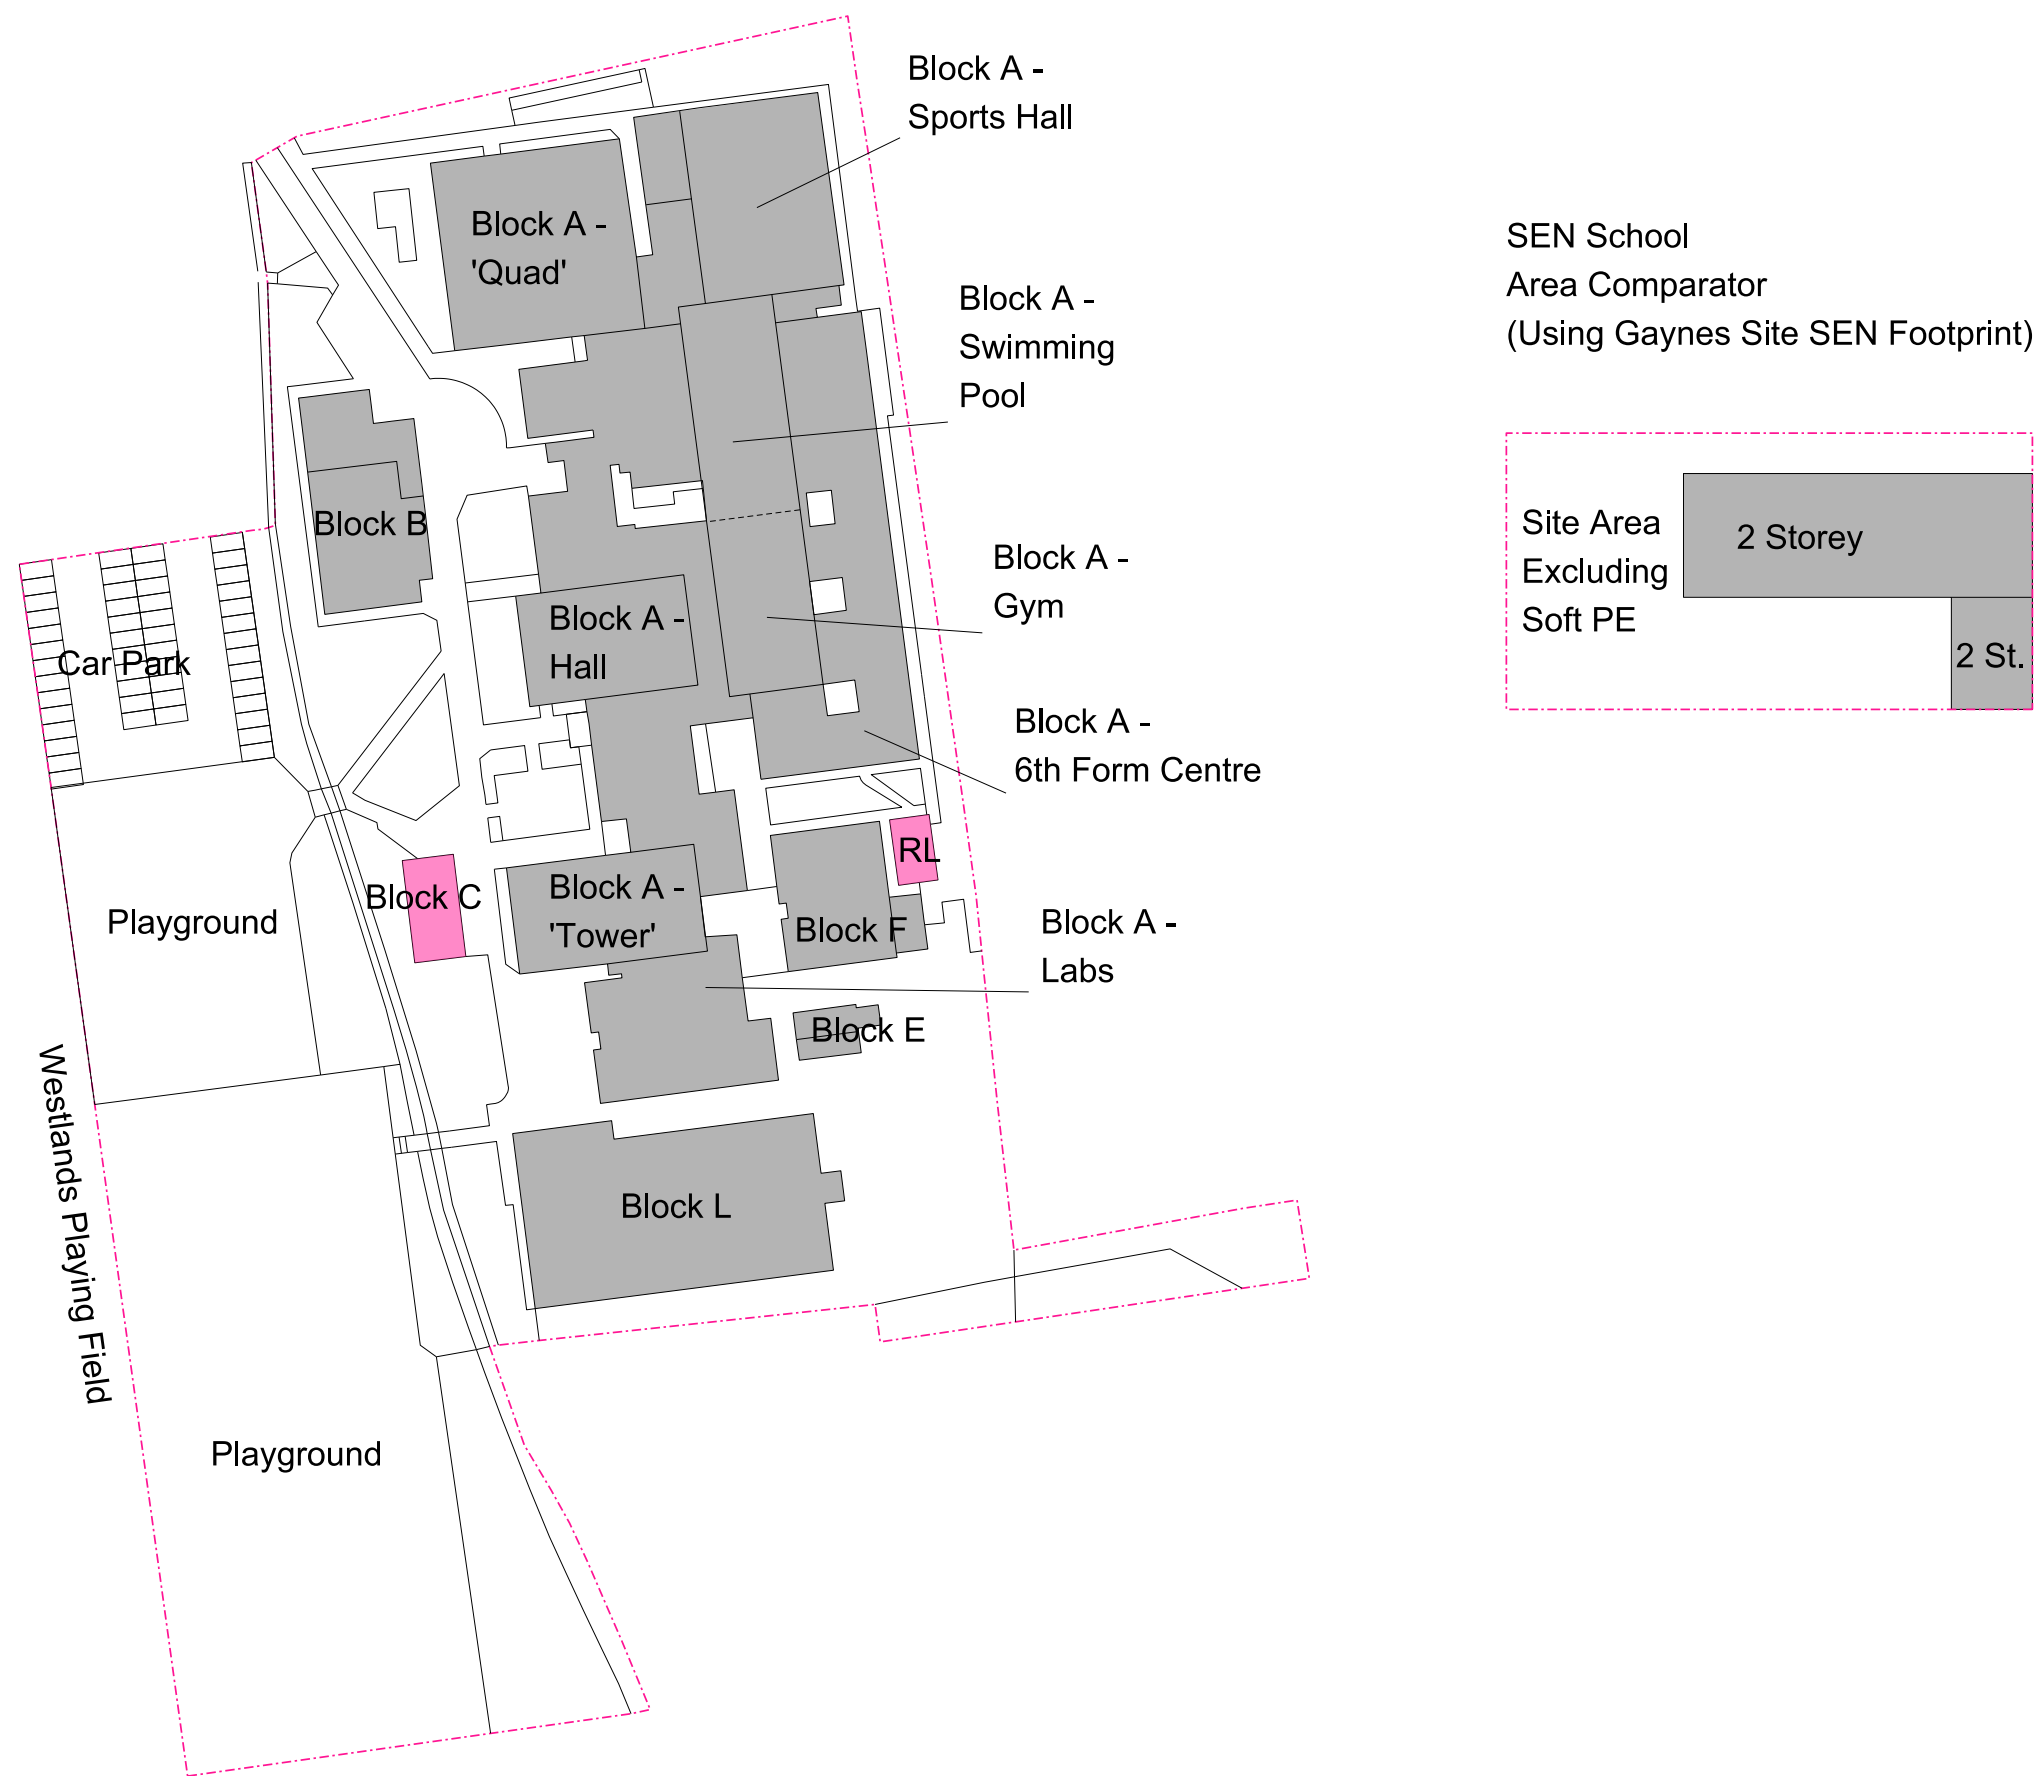 Block A -
Sports Hall
Block A -
'Quad'
SEN School
Area Comparator
(Using Gaynes Site SEN Footprint)
Block A -
Swimming
Pool
Block B
Site Area
Excluding
Soft PE
2 Storey
2 St.
Block A -
Gym
Block A -
Hall
Car Park
Block A -
6th Form Centre
RL
Block C
Block A -
'Tower'
Playground
Block F
Block A -
Labs
Block E
Westlands Playing Field
Block L
Playground